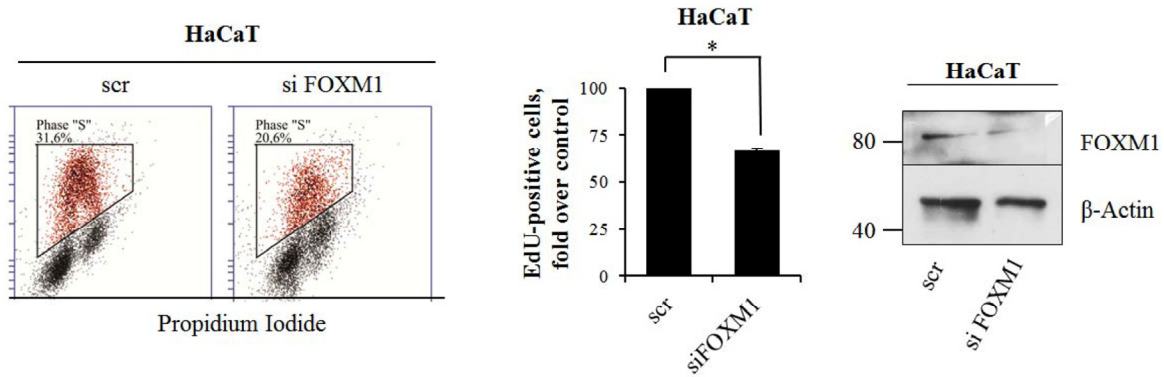 HaCaT
scr
si FOXM1
Phase "S"
31,6%
Phase "S"
20,6%
Propidium Iodide
HaCaT
*
EdU-positive cells,
fold over control
100
75
50
25
0
scr
siFOXM1
HaCaT
80
FOXM1
40
β-Actin
scr
si FOXM1